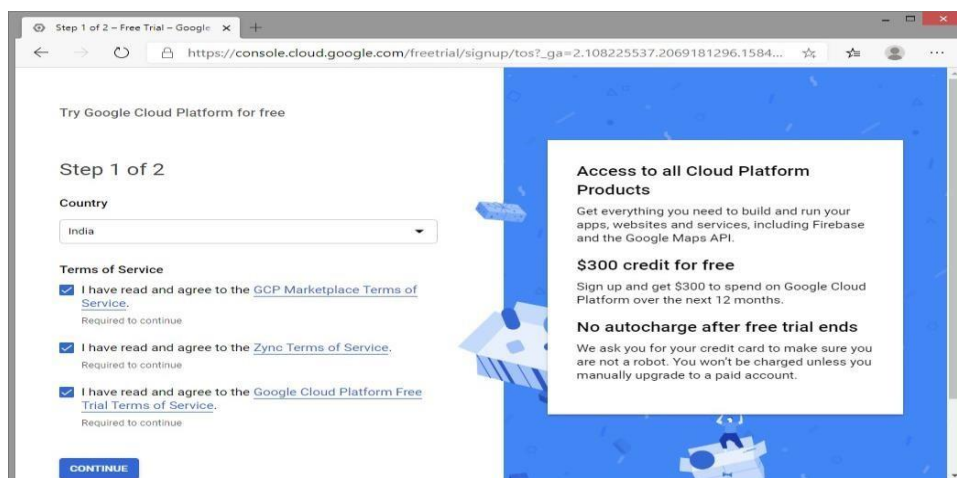 Step 1 of 2 – Free Trial – Google
https://console.cloud.google.com/freetrial/signup/tos?_ga=2.108225537.2069181296.1584...
Try Google Cloud Platform for free
Step 1 of 2
Country
India
Terms of Service
I have read and agree to the GCP Marketplace Terms of
Service.
Required to continue
I have read and agree to the Zync Terms of Service.
Required to continue
I have read and agree to the Google Cloud Platform Free
Trial Terms of Service.
Required to continue
CONTINUE
Access to all Cloud Platform
Products
Get everything you need to build and run your
apps, websites and services, including Firebase
and the Google Maps API.
$300 credit for free
Sign up and get $300 to spend on Google Cloud
Platform over the next 12 months.
No autocharge after free trial ends
We ask you for your credit card to make sure you
are not a robot. You won't be charged unless you
manually upgrade to a paid account.